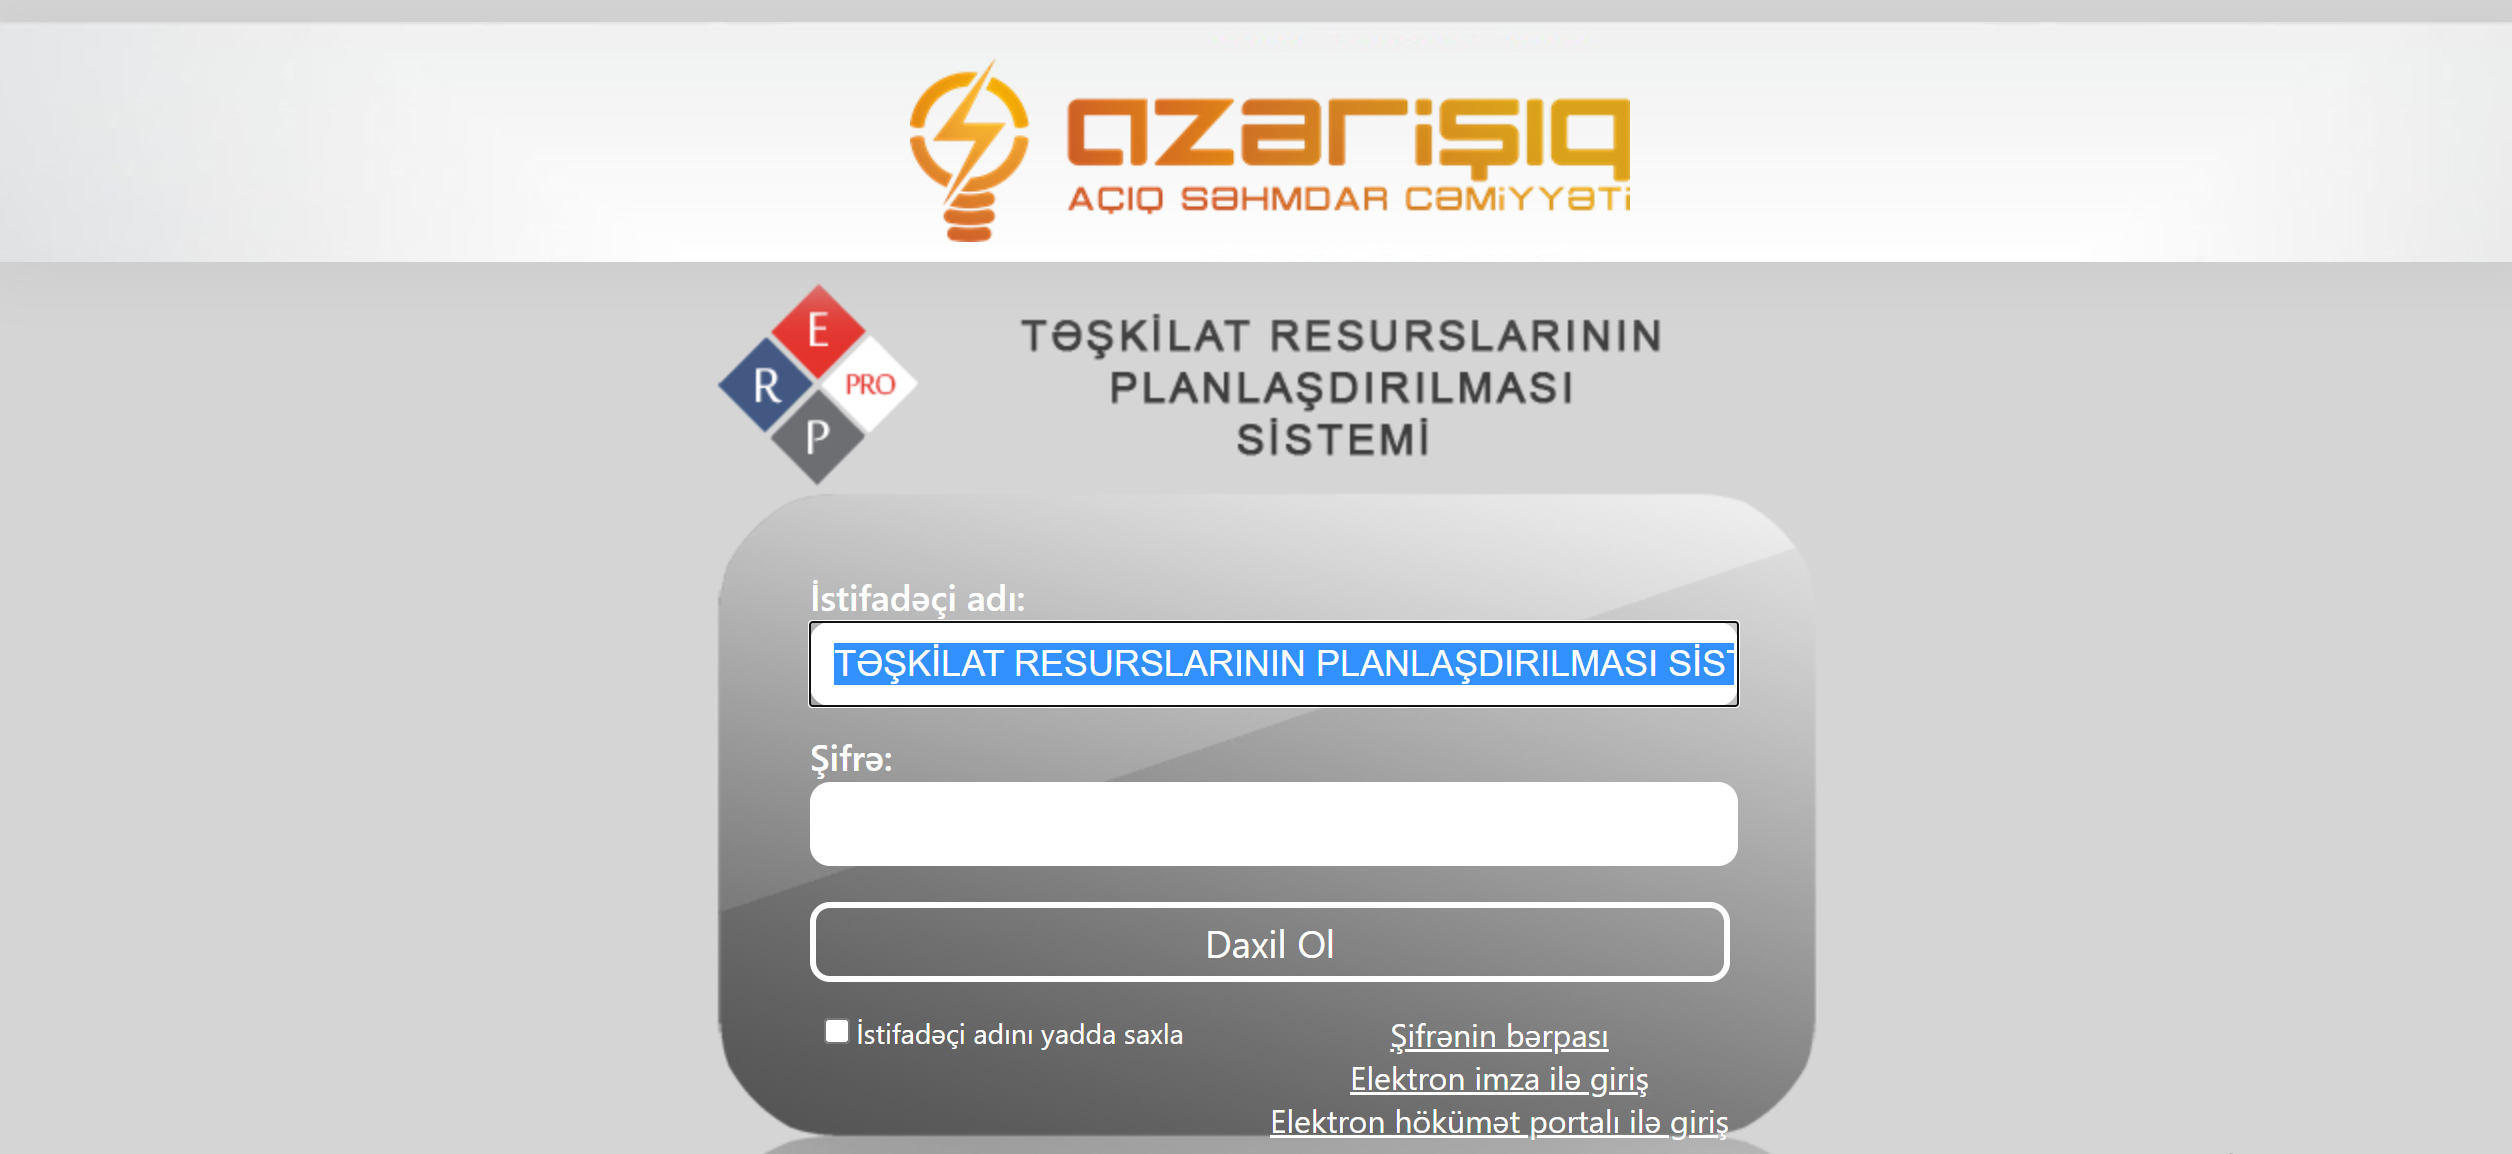 azərişıq
AÇIQ SƏHMDAR CƏMİYYƏTİ
E
R
PRO
P
TƏŞKİLAT RESURSLARININ
PLANLAŞDIRILMASI
SİSTEMİ
İstifadəçi adı:
TƏŞKİLAT RESURSLARININ PLANLAŞDIRILMASI SİST
Şifrə:
Daxil Ol
İstifadəçi adını yadda saxla
Şifrənin bərpası
Elektron imza ilə giriş
Elektron hökümət portalı ilə giriş